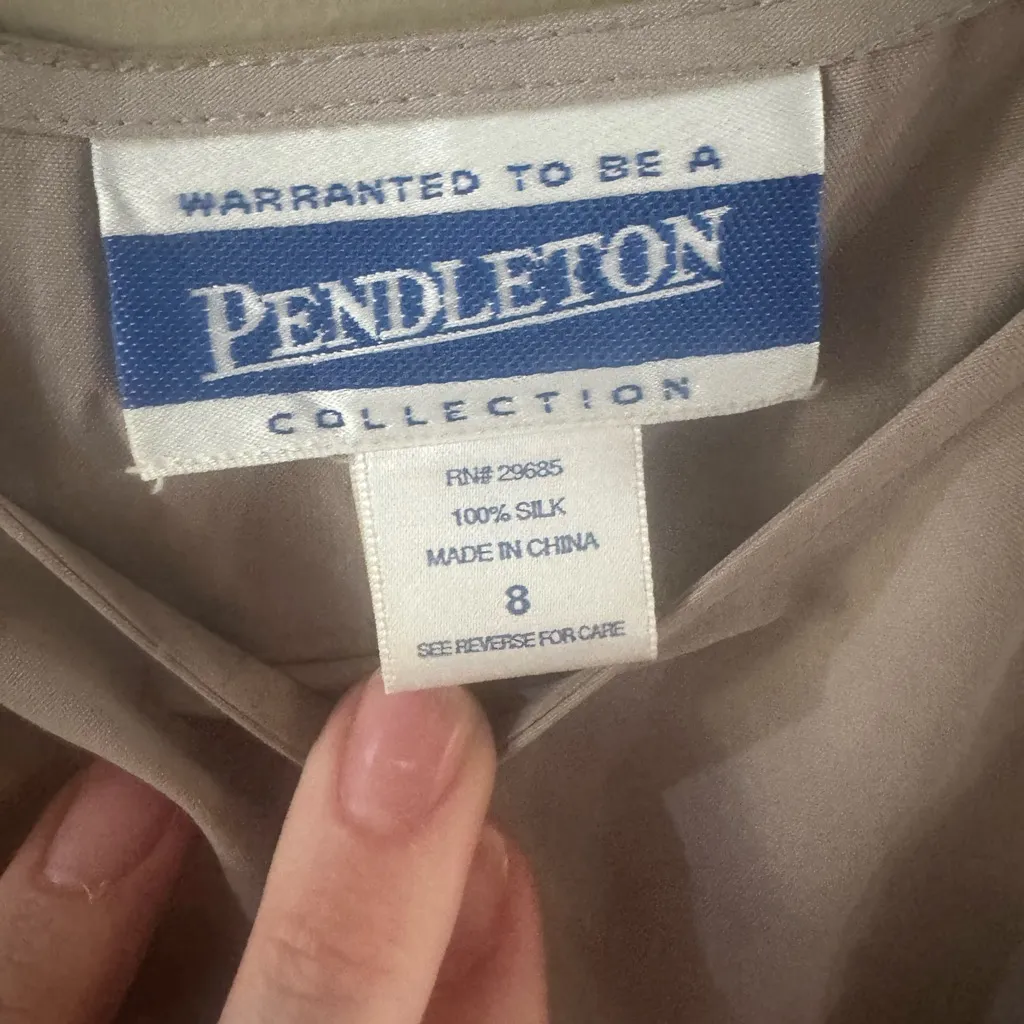 WARRANTED TO BE A
PENDLETON
COLLECTION
RN# 29685
100% SILK
MADE IN CHINA
8
SEE REVERSE FOR CARE